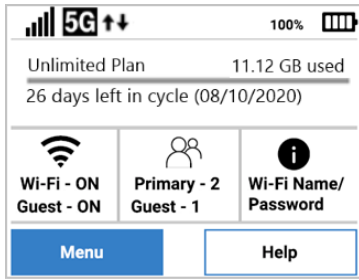 5G 100%
Unlimited Plan 11.12 GB used
26 days left in cycle (08/10/2020)
Wi-Fi - ON Primary - 2 Wi-Fi Name/
Guest - ON Guest - 1 Password
Menu Help